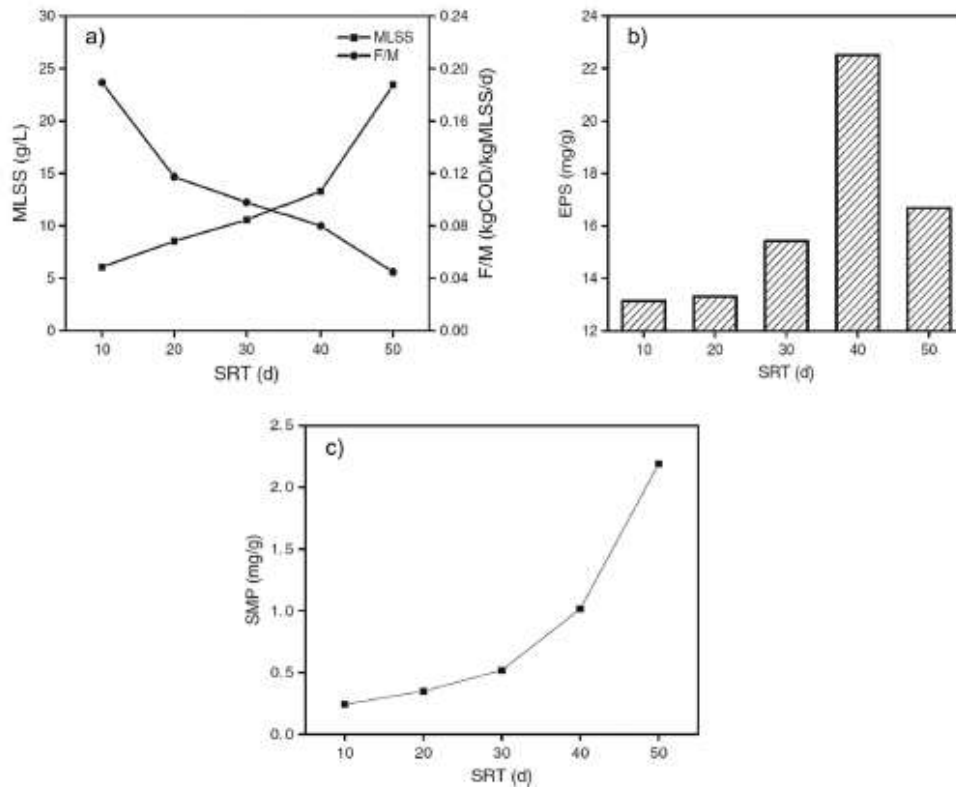 a)
MLSS
F/M
MLSS (g/L)
30
25
20
15
10
5
0
F/M (kgCOD/kgMLSS/d)
0.24
0.20
0.16
0.12
0.08
0.04
0.00
10 20 30 40 50
SRT (d)
b)
EPS (mg/g)
24
22
20
18
16
14
12
10 20 30 40 50
SRT (d)
c)
SMP (mg/g)
2.5
2.0
1.5
1.0
0.5
0.0
10 20 30 40 50
SRT (d)